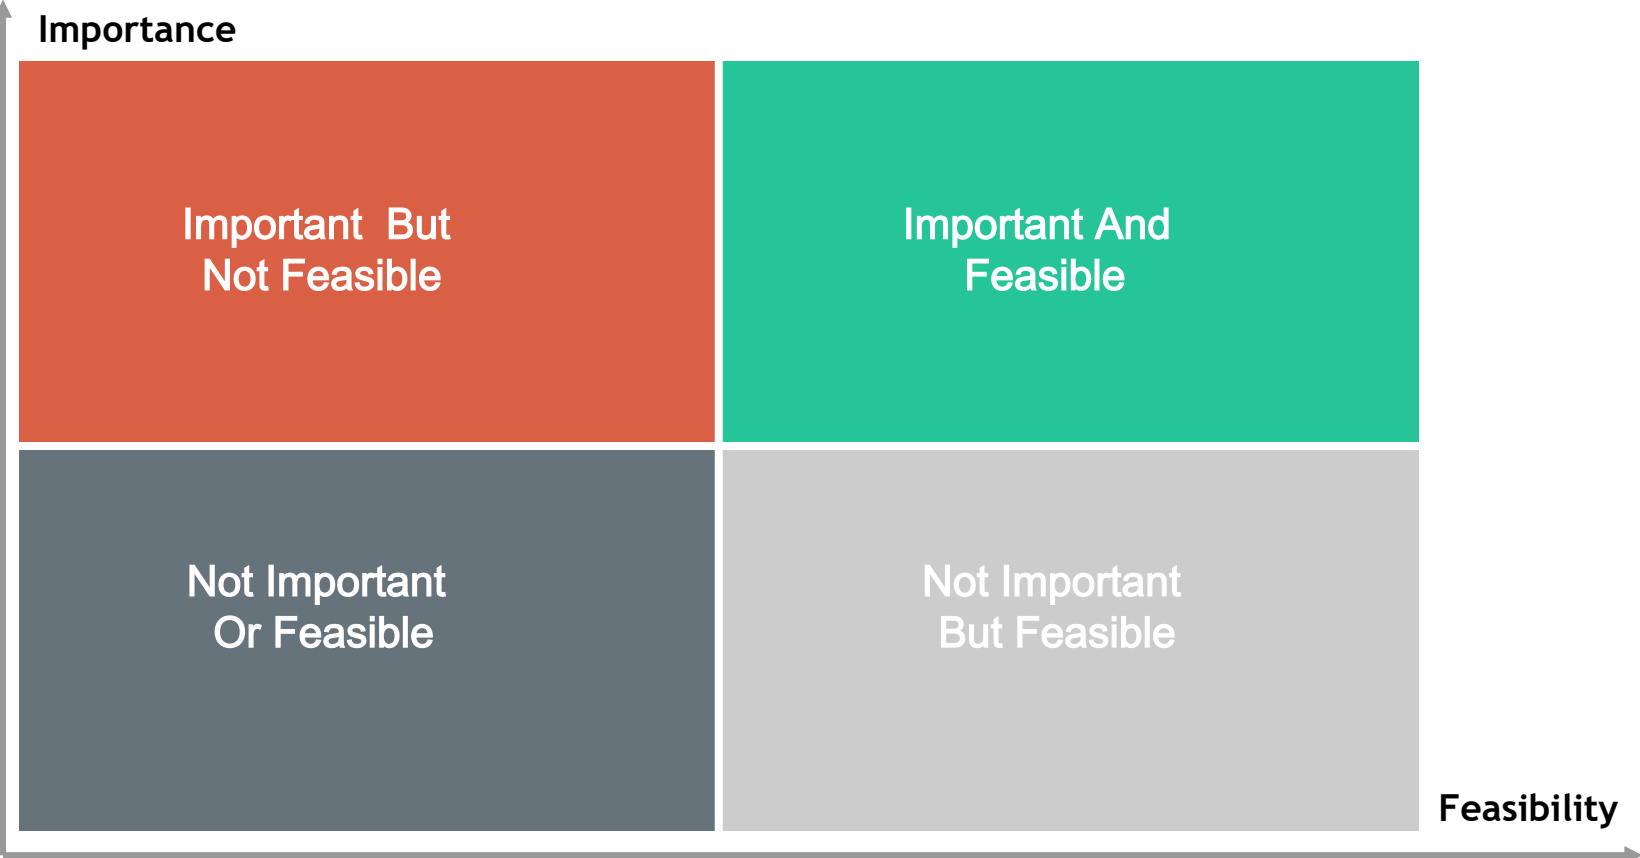 Importance
Important  But
Not Feasible
Important And
Feasible
Not Important
Or Feasible
Not Important
But Feasible
Feasibility